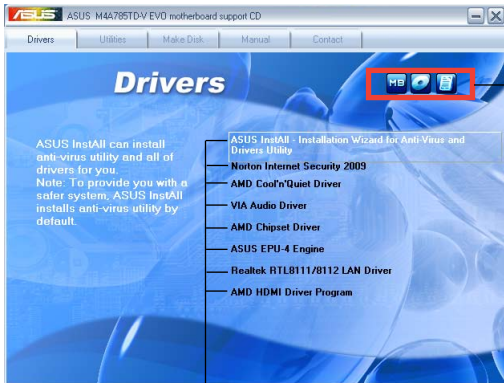 ASUS ASUS M4A785TD-V EVO motherboard support CD
Drivers Utilities Make Disk Manual Contact
Drivers
MB
ASUS InstAll can install
anti-virus utility and all of
drivers for you.
Note: To provide you with a
safer system, ASUS InstAll
installs anti-virus utility by
default.
ASUS InstAll - Installation Wizard for Anti-Virus and
Drivers Utility
Norton Internet Security 2009
AMD Cool'n'Quiet Driver
VIA Audio Driver
AMD Chipset Driver
ASUS EPU-4 Engine
Realtek RTL8111/8112 LAN Driver
AMD HDMI Driver Program